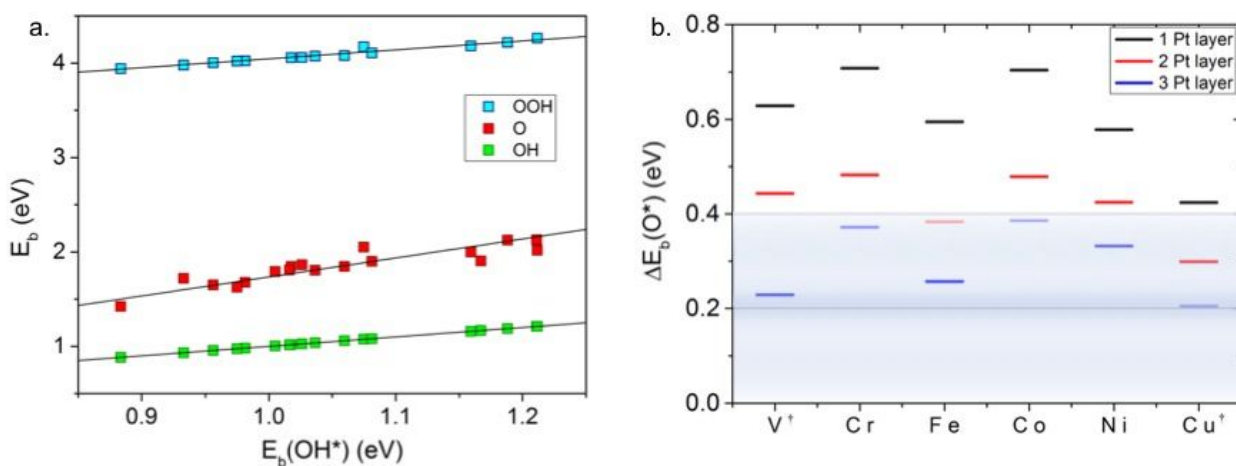 a.
E_b (eV)
4
3
2
1
OOH
O
OH
0.9 1.0 1.1 1.2
E_b(OH*) (eV)
b.
ΔE_b(O*) (eV)
0.8
0.6
0.4
0.2
0.0
1 Pt layer
2 Pt layer
3 Pt layer
V† Cr Fe Co Ni Cu†